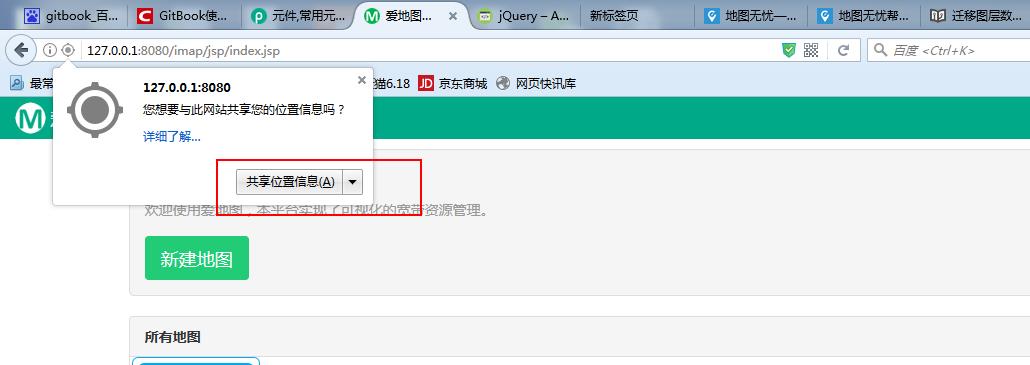 gitbook_百... GitBook使... 元件,常用元... 爱地图... jQuery – A... 新标签页 地图无忧—... 地图无忧帮... 迁移图层数...
127.0.0.1:8080/imap/jsp/index.jsp 百度 <Ctrl+K>
最常 猫6.18 JD 京东商城 网页快讯库
127.0.0.1:8080
您想要与此网站共享您的位置信息吗？
详细了解...
共享位置信息(A)
欢迎使用爱地图，本平台实现了可视化的宽带资源管理。
新建地图
所有地图